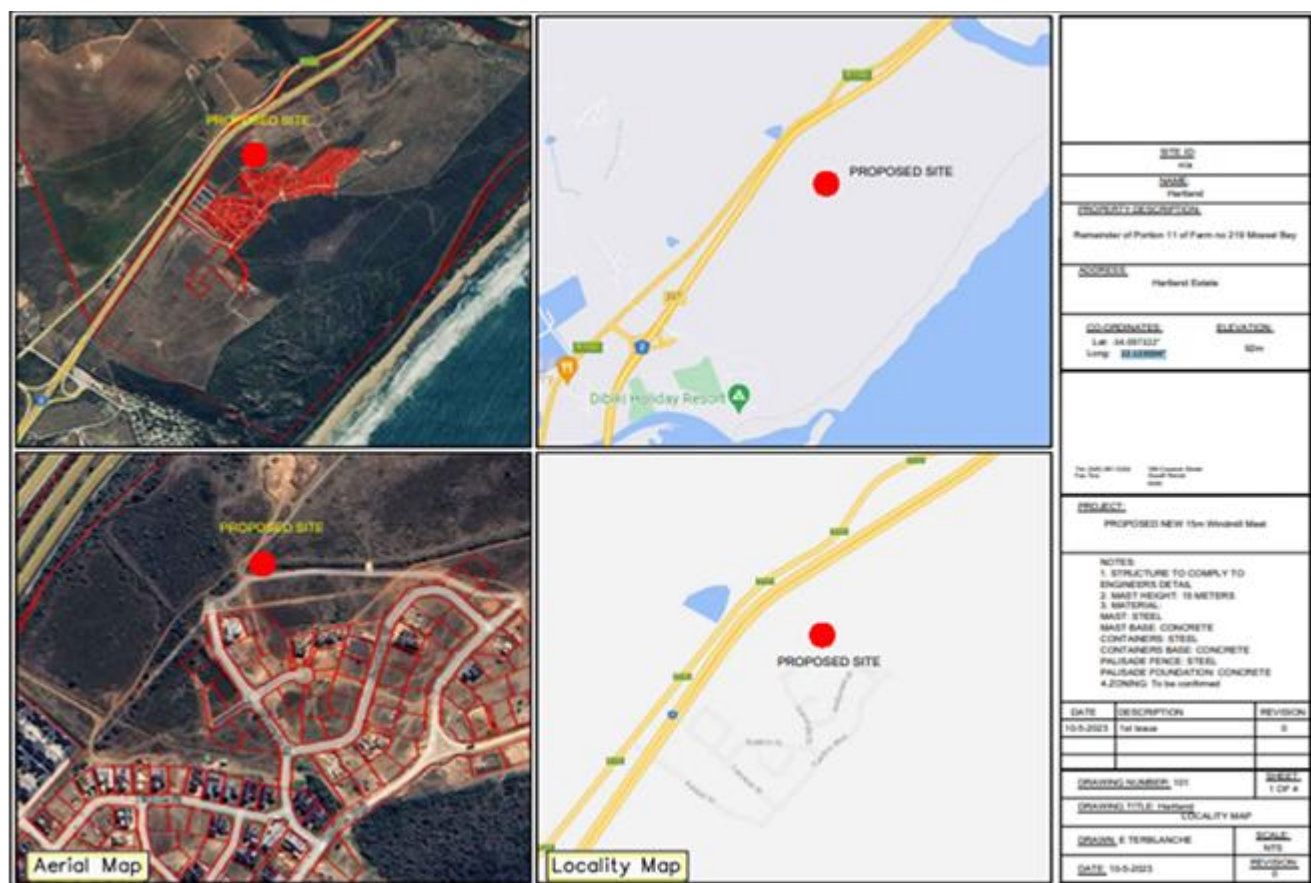 PROPOSED SITE
PROPOSED SITE
Dibiki Holiday Resort
PROPOSED SITE
Aerial Map
PROPOSED SITE
Locality Map
SITE ID:
n/a
NAME:
Hartland
PROPERTY DESCRIPTION:
Remainder of Portion 11 of Farm no 219 Mossel Bay
ADDRESS:
Hartland Estate
CO-ORDINATES:
ELEVATION:
Lat:
Long:
PROJECT:
PROPOSED NEW 15m Windmill Mast
NOTES:
1. STRUCTURE TO COMPLY TO
ENGINEERS DETAIL
2. MAST HEIGHT: 15 METERS
3. MATERIAL:
MAST: STEEL
MAST BASE: CONCRETE
CONTAINERS: STEEL
CONTAINERS BASE: CONCRETE
PALISADE FENCE: STEEL
PALISADE FOUNDATION: CONCRETE
4.ZONING: To be confirmed
DATE DESCRIPTION REVISION
10-5-2023 1st Issue 0
DRAWING NUMBER: 101
SHEET:
1 OF 4
DRAWING TITLE: Hartland
LOCALITY MAP
DRAWN: E TERBLANCHE
SCALE:
NTS
DATE: 10-5-2023
REVISION:
0